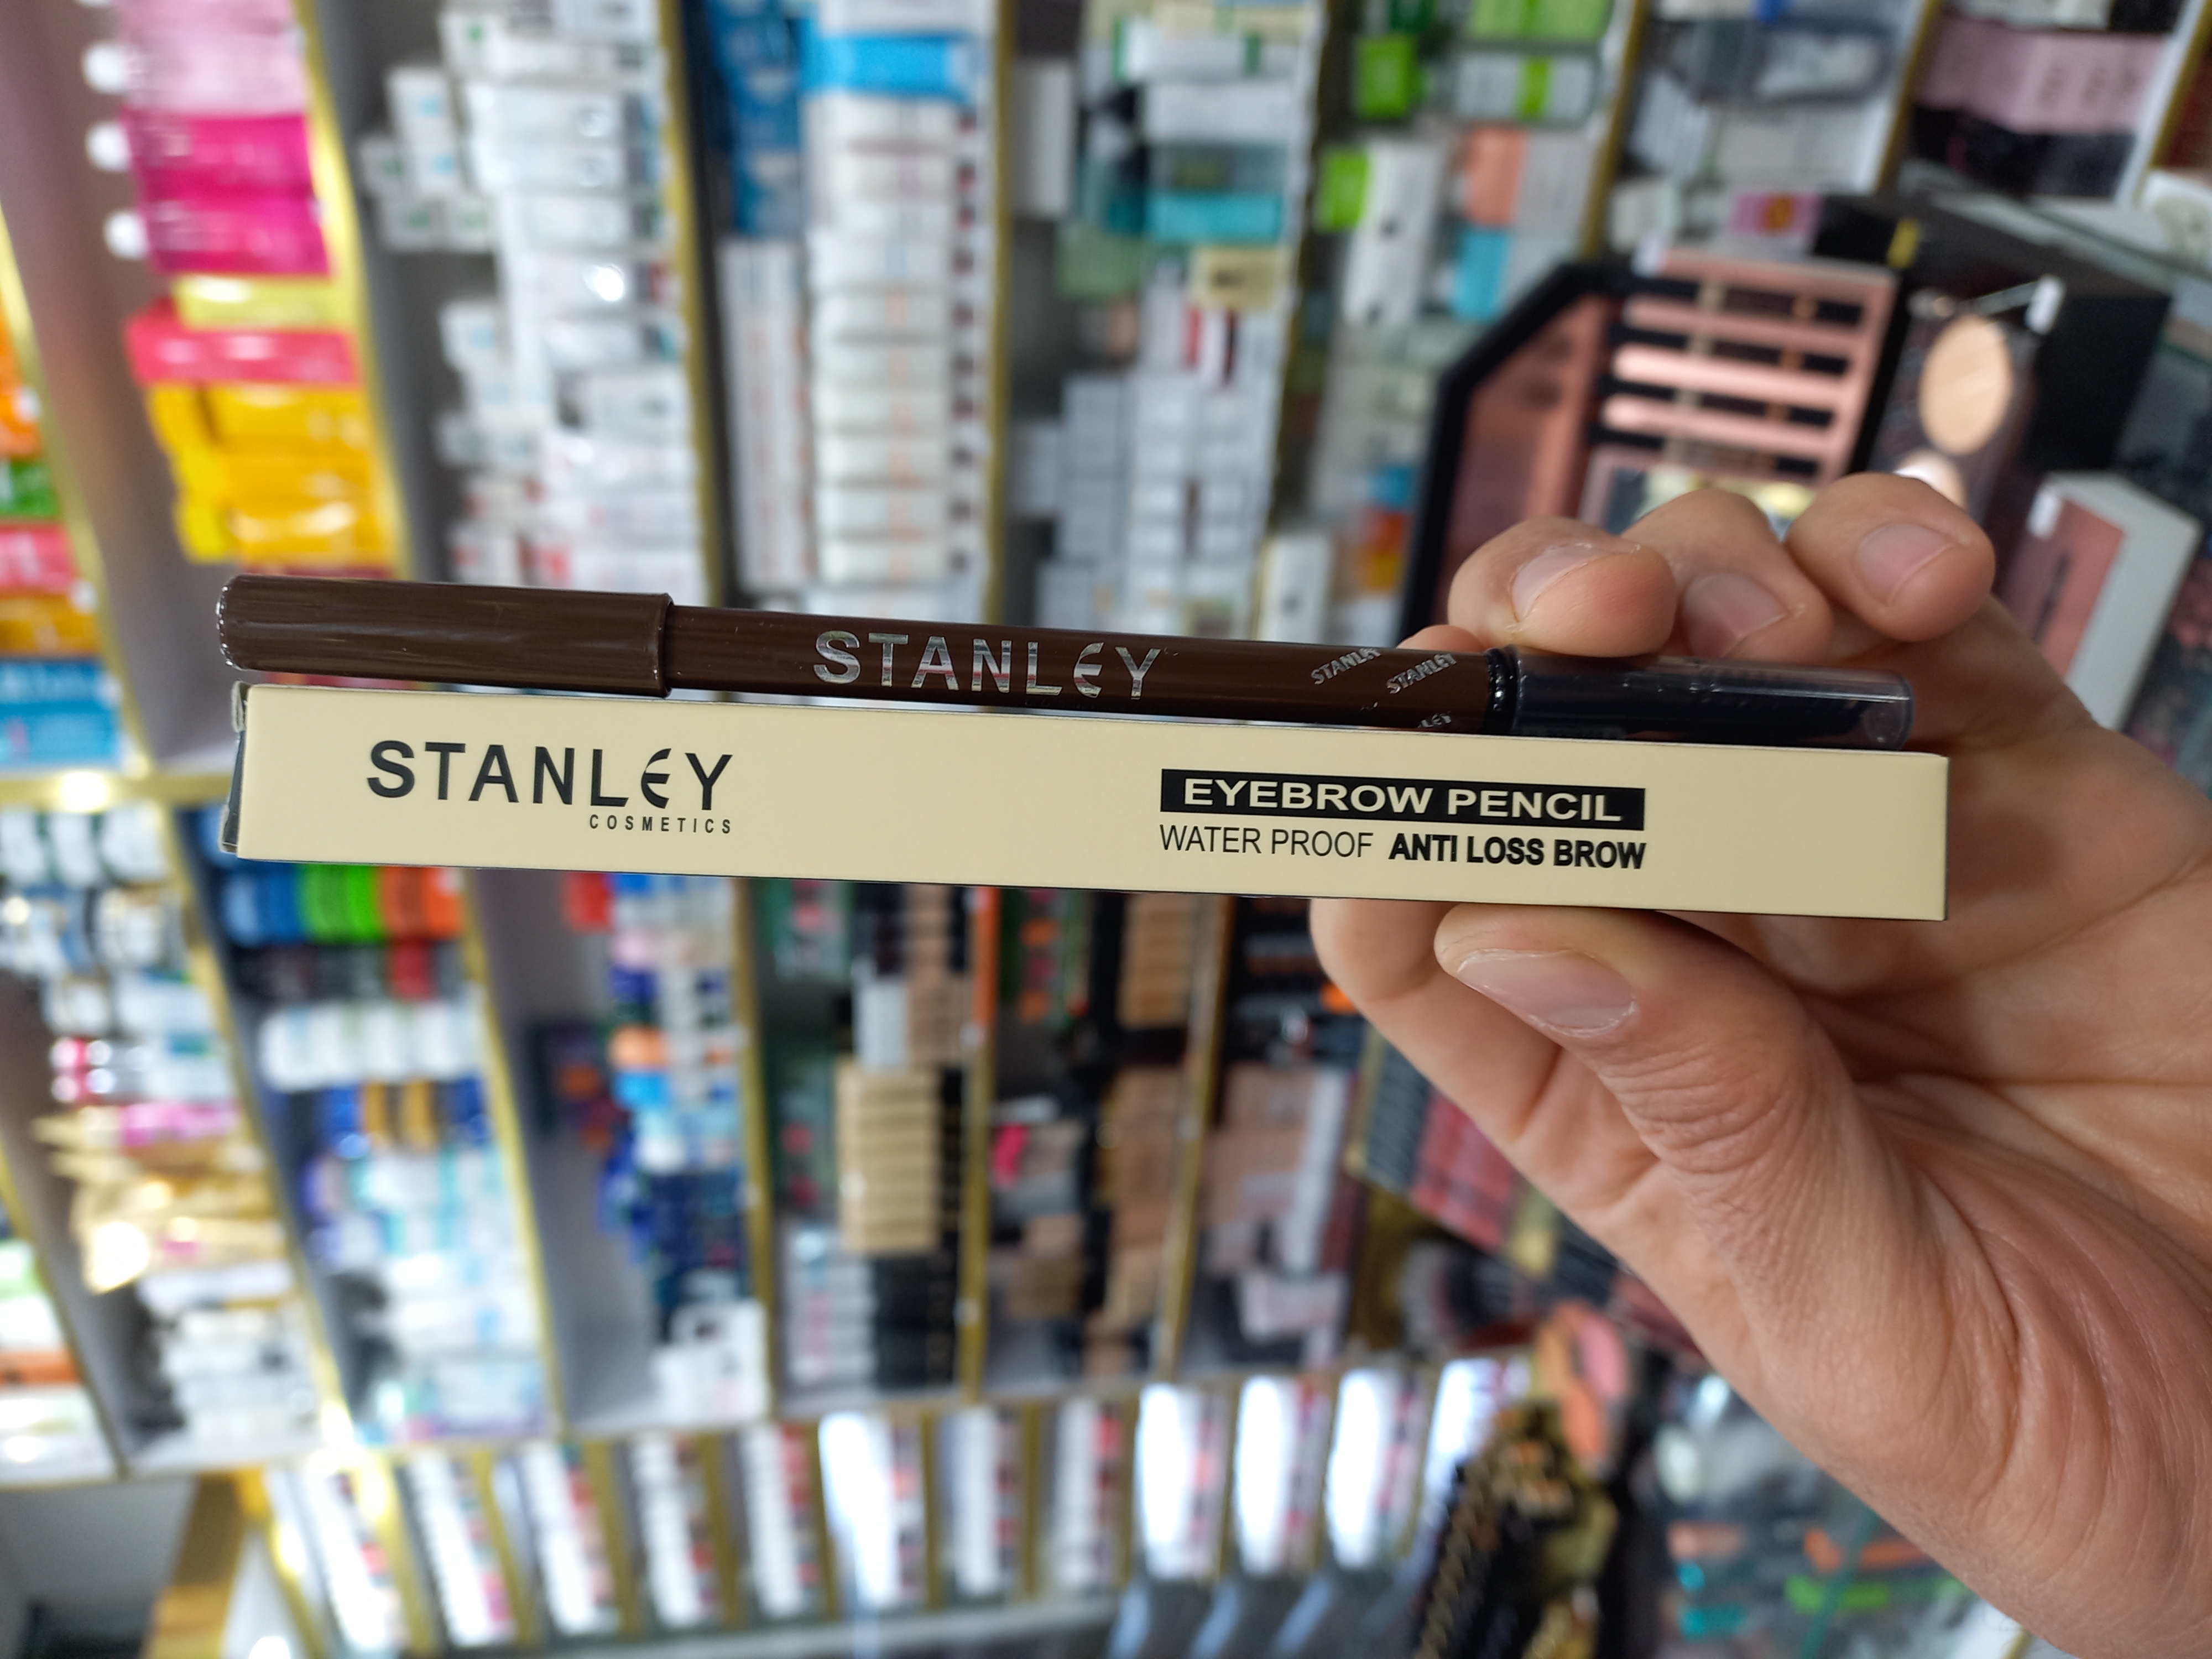 STANLEY
STANLEY
STANLEY
STANLEY
COSMETICS
EYEBROW PENCIL
WATER PROOF ANTI LOSS BROW